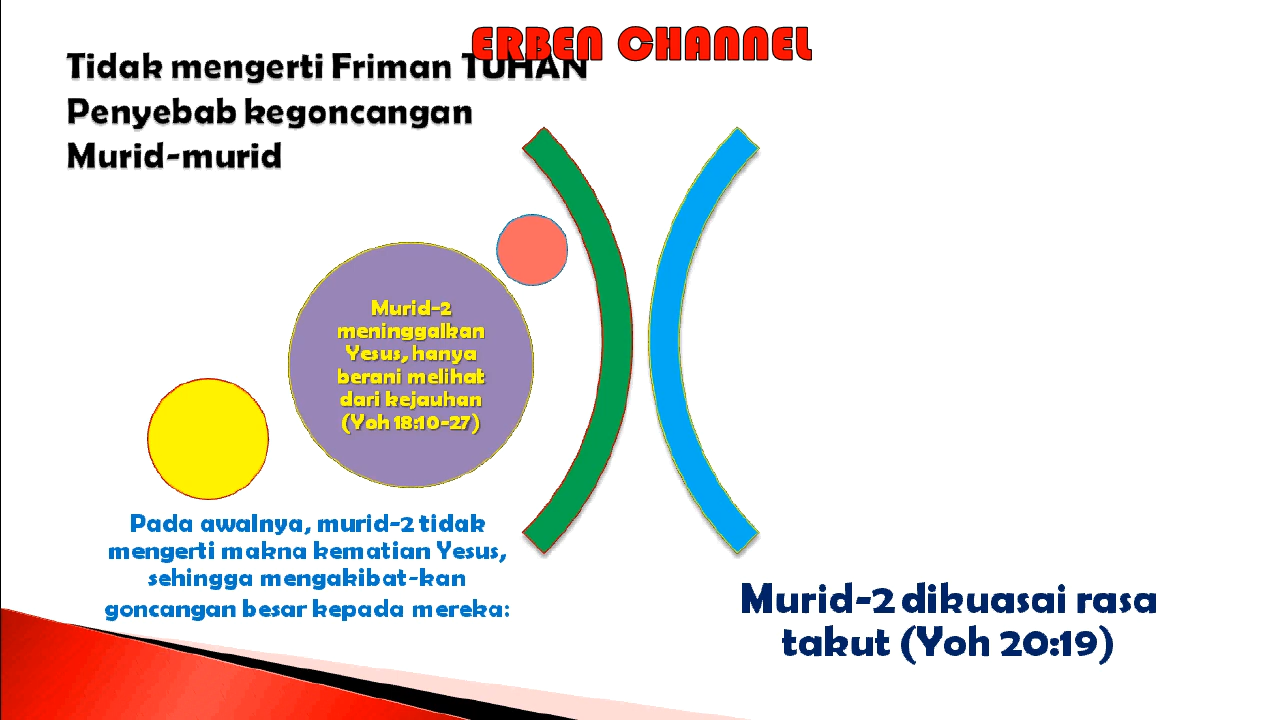 ERBEN CHANNEL
Tidak mengerti Friman TUHAN
Penyebab kegoncangan
Murid-murid
Murid-2
meninggalkan
Yesus, hanya
berani melihat
dari kejauhan
(Yoh 18:10-27)
Pada awalnya, murid-2 tidak
mengerti makna kematian Yesus,
sehingga mengakibat-kan
goncangan besar kepada mereka:
Murid-2 dikuasai rasa
takut (Yoh 20:19)